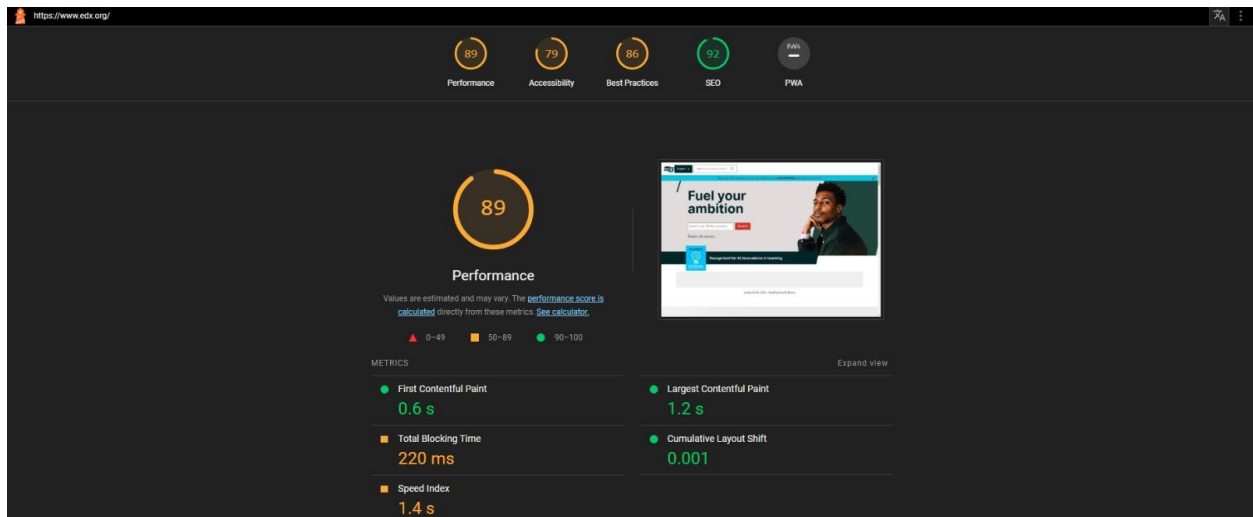 https://www.edx.org/
89
79
86
92
PWA
Performance
Accessibility
Best Practices
SEO
PWA
89
Performance
Values are estimated and may vary. The performance score is
calculated directly from these metrics. See calculator.
0–49
50–89
90–100
Fuel your
ambition
Search
METRICS
Expand view
First Contentful Paint
0.6 s
Largest Contentful Paint
1.2 s
Total Blocking Time
220 ms
Cumulative Layout Shift
0.001
Speed Index
1.4 s